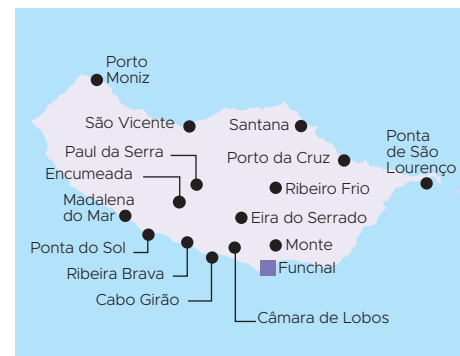 Porto
Moniz
São Vicente
Santana
Ponta
de São
Lourenço
Paul da Serra
Porto da Cruz
Encumeada
Ribeiro Frio
Madalena
do Mar
Eira do Serrado
Ponta do Sol
Monte
Ribeira Brava
Funchal
Cabo Girão
Câmara de Lobos